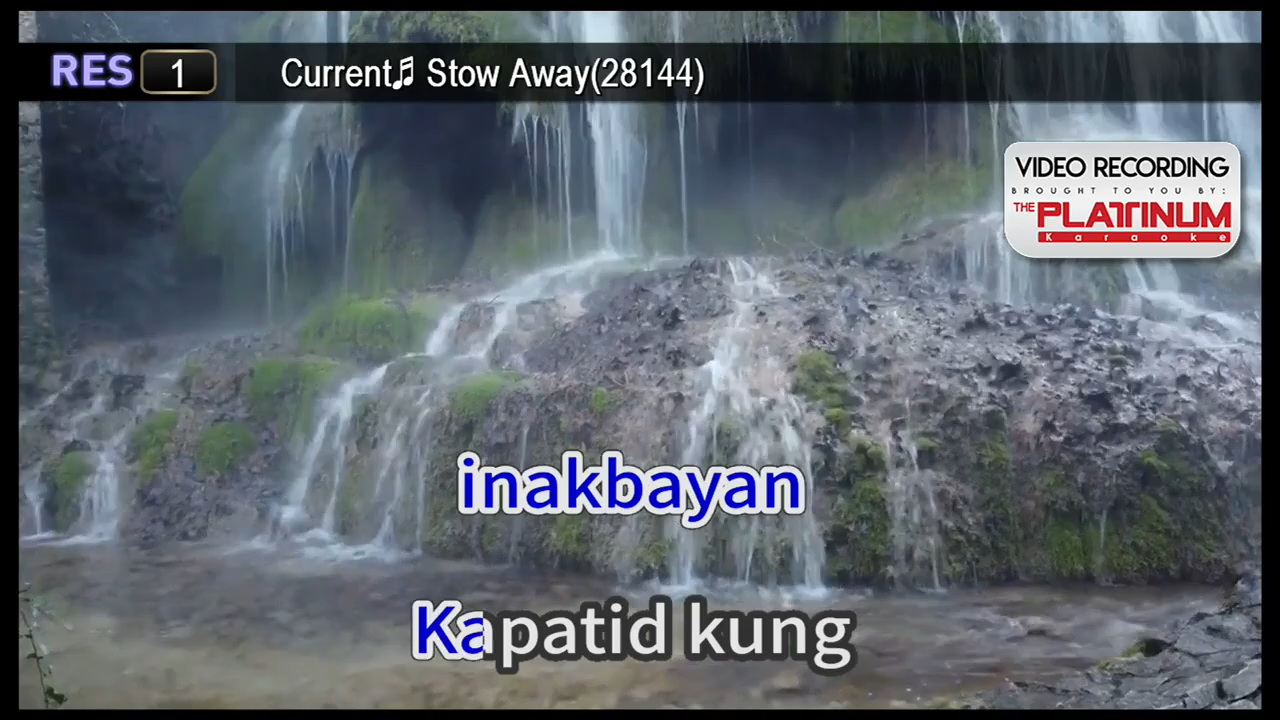 RES 1 Current♫ Stow Away(28144)
VIDEO RECORDING
BROUGHT TO YOU BY:
THE PLATINUM
Karaoke
inakbayan
Kapatid kung